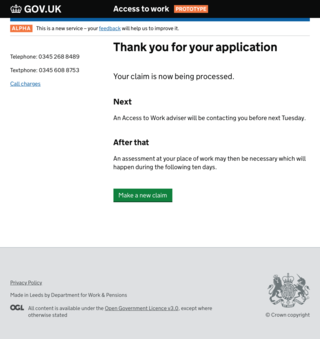 GOV.UK
Access to work PROTOTYPE
ALPHA This is a new service – your feedback will help us to improve it.
Telephone: 0345 268 8489
Textphone: 0345 608 8753
Call charges
Thank you for your application
Your claim is now being processed.
Next
An Access to Work adviser will be contacting you before next Tuesday.
After that
An assessment at your place of work may then be necessary which will
happen during the following ten days.
Make a new claim
Privacy Policy
Made in Leeds by Department for Work & Pensions
OGL All content is available under the Open Government Licence v3.0, except where
otherwise stated
© Crown copyright